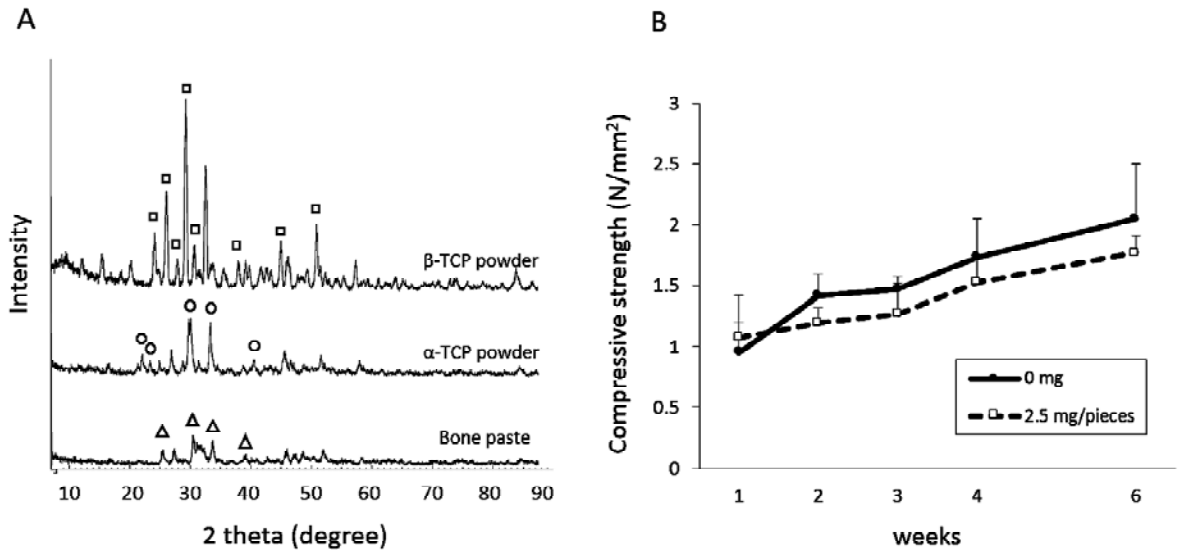 A
Intensity
β-TCP powder
α-TCP powder
Bone paste
10 20 30 40 50 60 70 80 90
2 theta (degree)
B
Compressive strength (N/mm²)
3
2.5
2
1.5
1
0.5
0
0 mg
2.5 mg/pieces
1 2 3 4 6
weeks